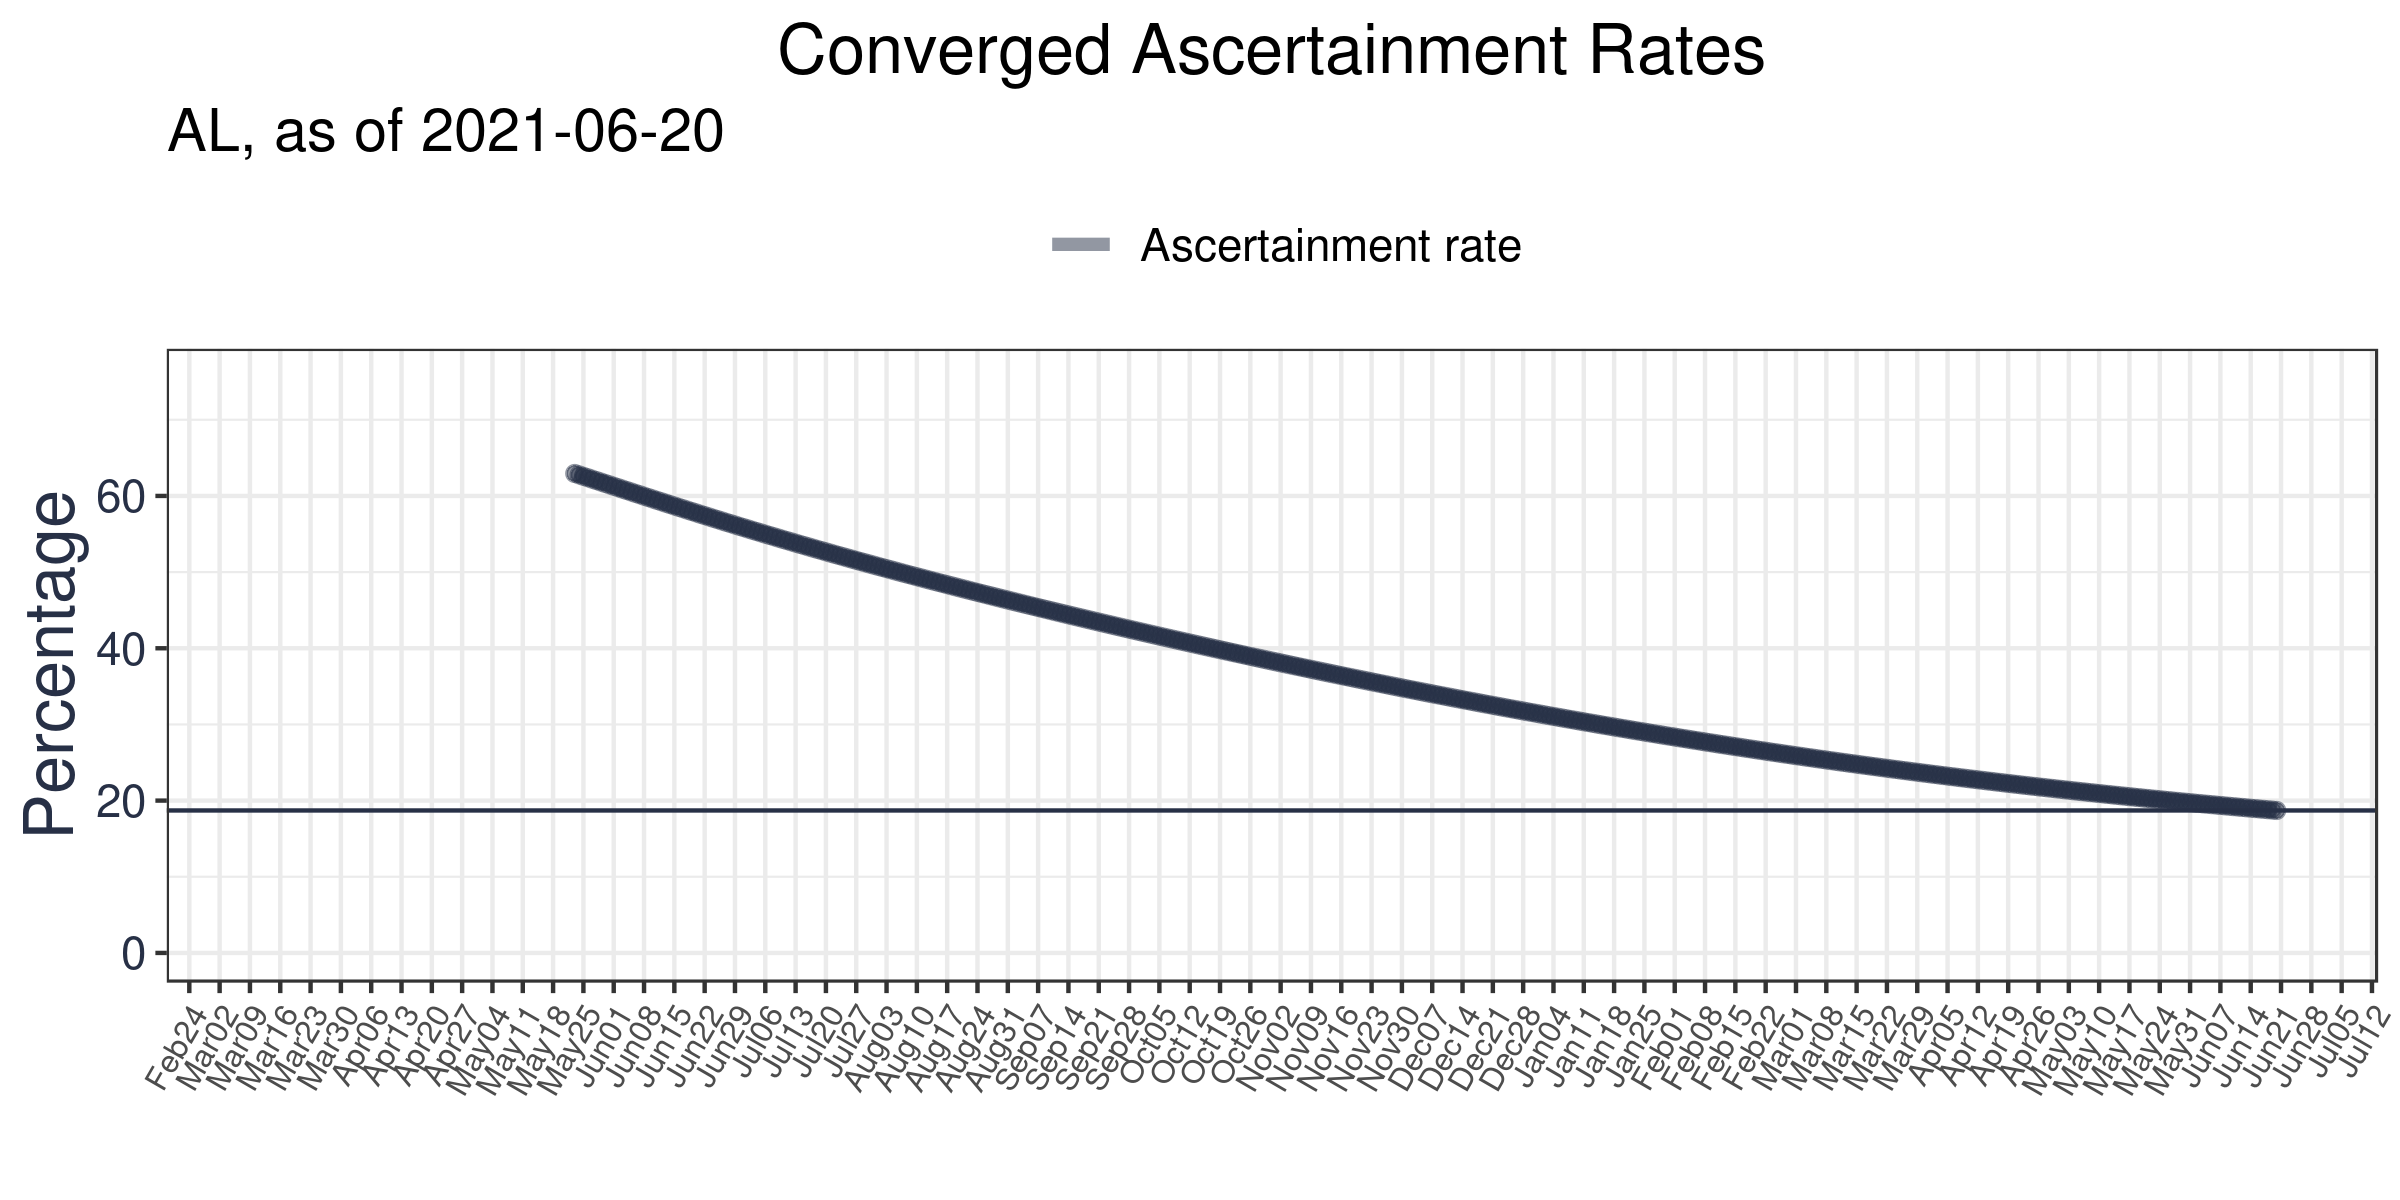 Converged Ascertainment Rates
AL, as of 2021-06-20
Ascertainment rate
Percentage
60
40
20
0
Feb24
Mar02
Mar09
Mar16
Mar23
Mar30
Apr06
Apr13
Apr20
Apr27
May04
May11
May18
May25
Jun01
Jun08
Jun15
Jun22
Jun29
Jul06
Jul13
Jul20
Jul27
Aug03
Aug10
Aug17
Aug24
Aug31
Sep07
Sep14
Sep21
Sep28
Oct05
Oct12
Oct19
Oct26
Nov02
Nov09
Nov16
Nov23
Nov30
Dec07
Dec14
Dec21
Dec28
Jan04
Jan11
Jan18
Jan25
Feb01
Feb08
Feb15
Feb22
Mar01
Mar08
Mar15
Mar22
Mar29
Apr05
Apr12
Apr19
Apr26
May03
May10
May17
May24
May31
Jun07
Jun14
Jun21
Jun28
Jul05
Jul12